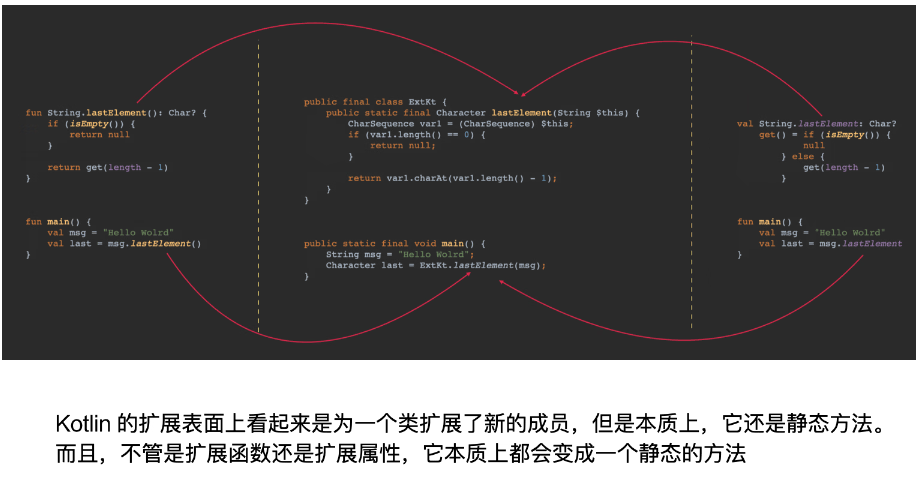 fun String.lastElement(): Char? {
if (isEmpty()) {
return null
}
return get(length - 1)
}
fun main() {
val msg = "Hello Wolrd"
val last = msg.lastElement()
}
public final class ExtKt {
public static final Character lastElement(String $this) {
CharSequence var1 = (CharSequence) $this;
if (var1.length() == 0) {
return null;
}
return var1.charAt(var1.length() - 1);
}
}
public static final void main() {
String msg = "Hello Wolrd";
Character last = ExtKt.lastElement(msg);
}
val String.lastElement: Char?
get() = if (isEmpty()) {
null
} else {
get(length - 1)
}
fun main() {
val msg = "Hello Wolrd"
val last = msg.lastElement
}
Kotlin 的扩展表面上看起来是为一个类扩展了新的成员，但是本质上，它还是静态方法。
而且，不管是扩展函数还是扩展属性，它本质上都会变成一个静态的方法